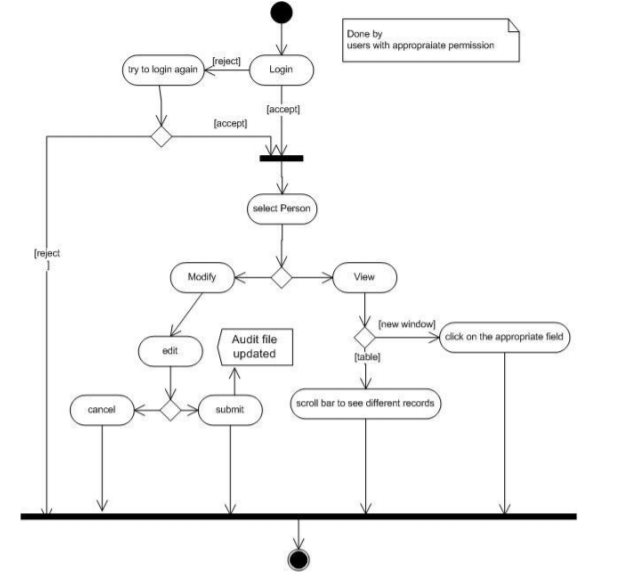 Done by
users with appropraiate permission
try to login again
[reject]
Login
[accept]
[accept]
select Person
[reject
]
Modify
View
[new window]
click on the appropriate field
Audit file
updated
edit
[table]
cancel
submit
scroll bar to see different records